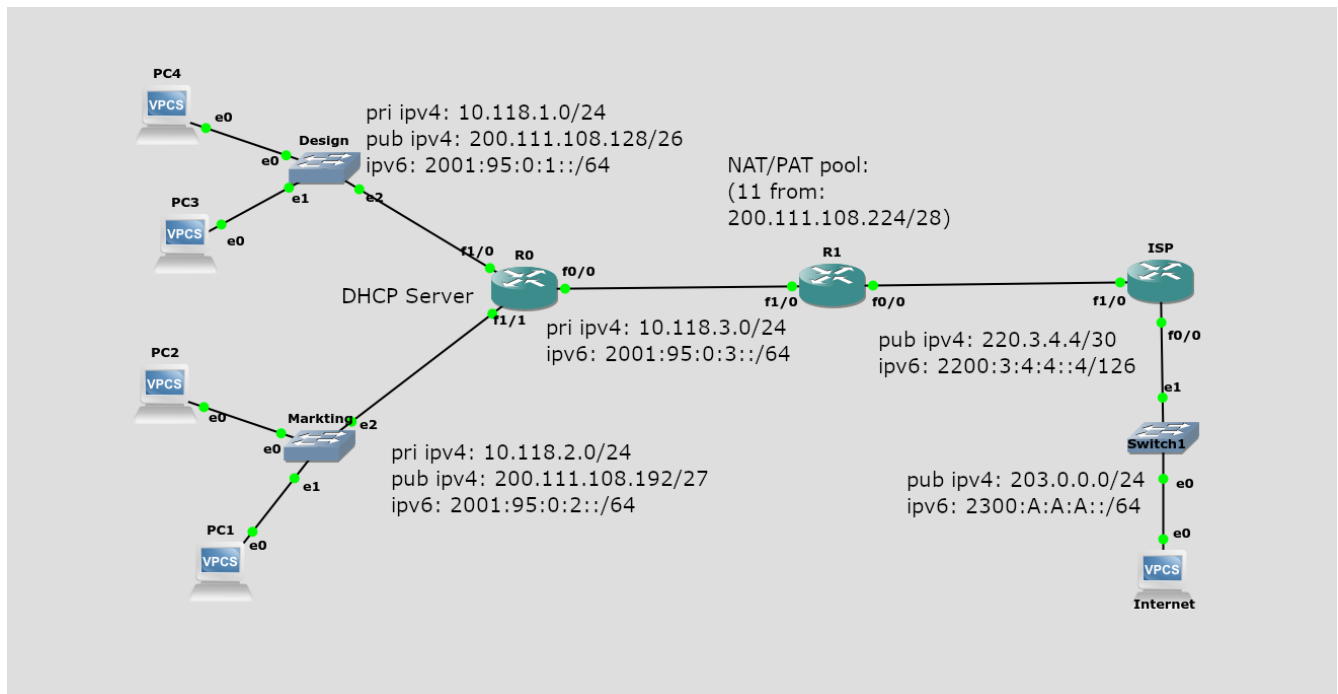 PC4
VPCS
e0
Design
e0
pri ipv4: 10.118.1.0/24
pub ipv4: 200.111.108.128/26
ipv6: 2001:95:0:1::/64
PC3
VPCS
e0
e1
e2
NAT/PAT pool:
(11 from:
200.111.108.224/28)
f1/0
R0
f0/0
DHCP Server
f1/1
pri ipv4: 10.118.3.0/24
ipv6: 2001:95:0:3::/64
R1
f1/0
f0/0
ISP
f1/0
f0/0
pub ipv4: 220.3.4.4/30
ipv6: 2200:3:4:4::4/126
PC2
VPCS
e0
Markting
e0
e2
e1
pri ipv4: 10.118.2.0/24
pub ipv4: 200.111.108.192/27
ipv6: 2001:95:0:2::/64
PC1
VPCS
e0
e1
Switch1
e0
pub ipv4: 203.0.0.0/24
ipv6: 2300:A:A:A::/64
e0
VPCS
Internet